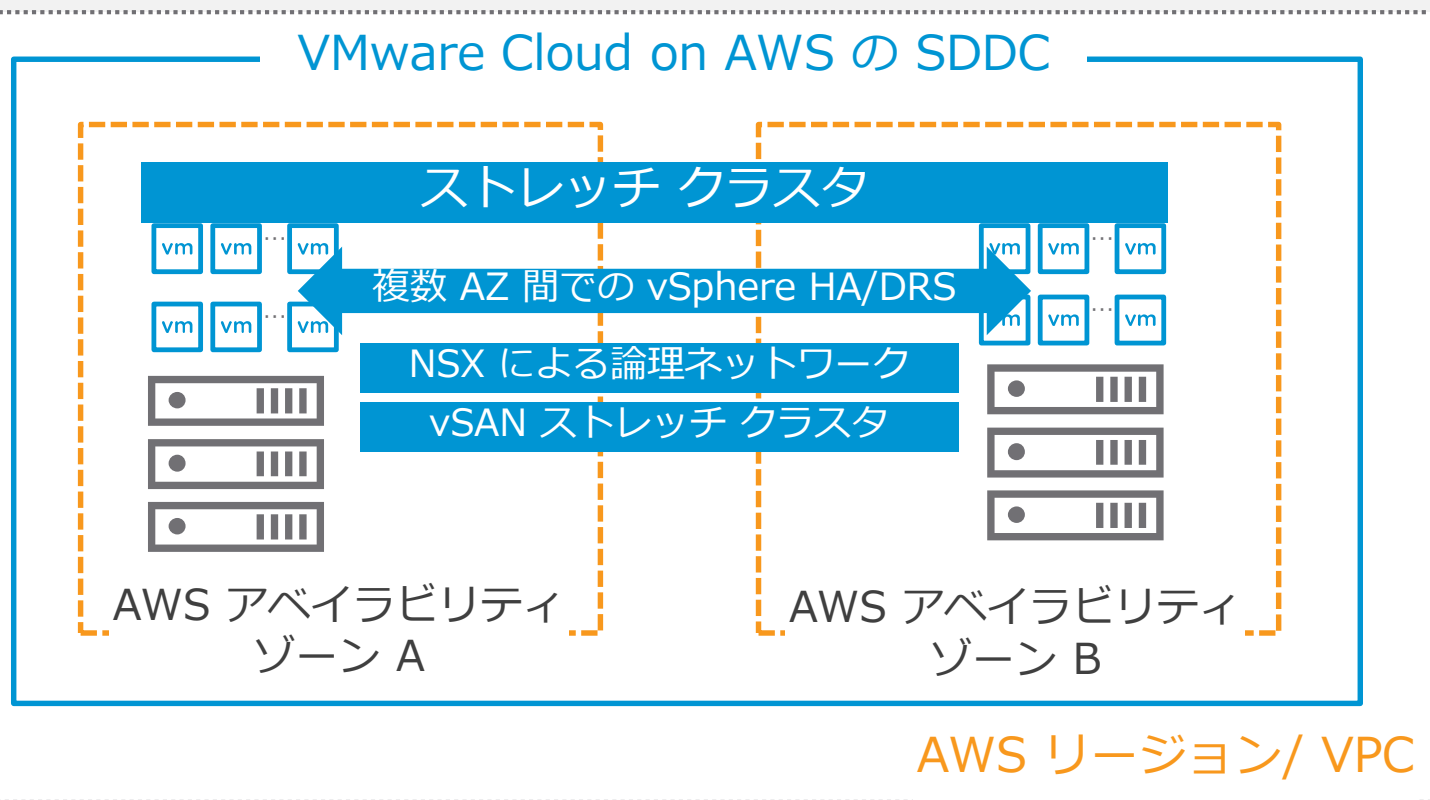 VMware Cloud on AWS の SDDC
ストレッチ クラスタ
vm vm ... vm
vm vm ... vm
複数 AZ 間での vSphere HA/DRS
vm vm ... vm
vm vm ... vm
NSX による論理ネットワーク
vSAN ストレッチ クラスタ
AWS アベイラビリティ
ゾーン A
AWS アベイラビリティ
ゾーン B
AWS リージョン/ VPC